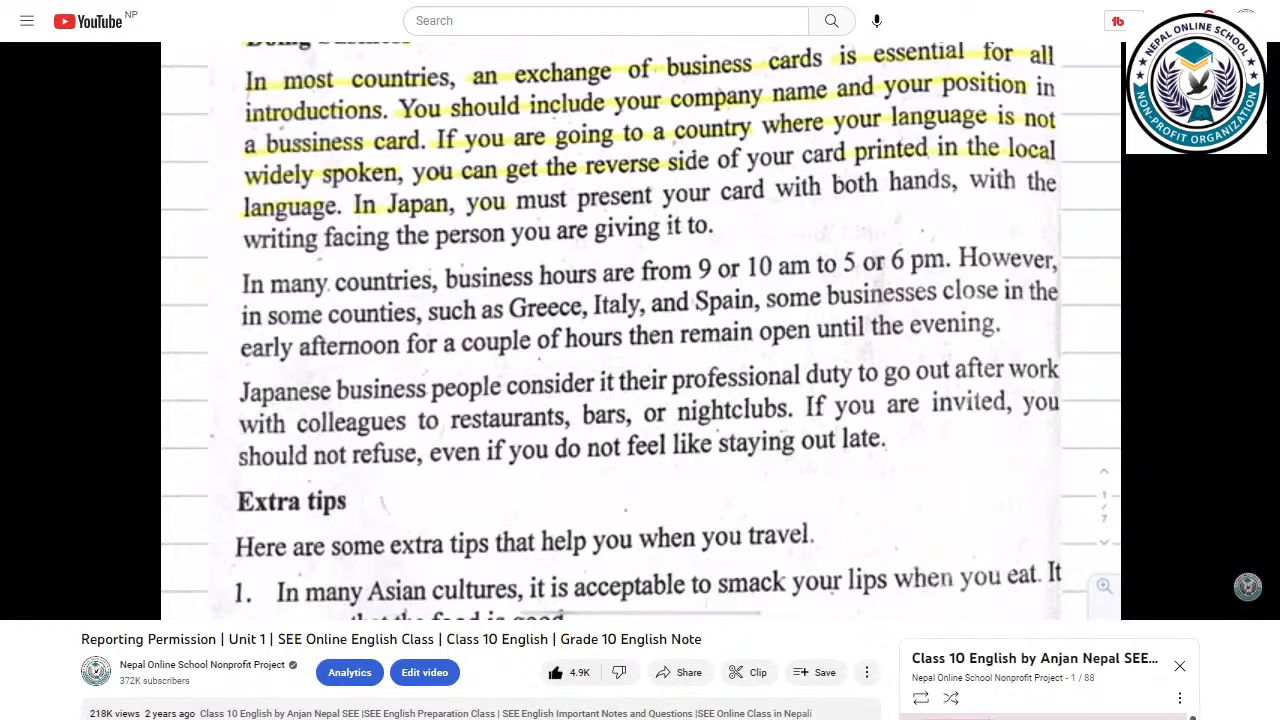 NP
YouTube
Search
NEPAL ONLINE SCHOOL
NON-PROFIT ORGANIZATION
Doing Business
In most countries, an exchange of business cards is essential for all
introductions. You should include your company name and your position in
a bussiness card. If you are going to a country where your language is not
widely spoken, you can get the reverse side of your card printed in the local
language. In Japan, you must present your card with both hands, with the
writing facing the person you are giving it to.
In many countries, business hours are from 9 or 10 am to 5 or 6 pm. However,
in some counties, such as Greece, Italy, and Spain, some businesses close in the
early afternoon for a couple of hours then remain open until the evening.
Japanese business people consider it their professional duty to go out after work
with colleagues to restaurants, bars, or nightclubs. If you are invited, you
should not refuse, even if you do not feel like staying out late.
Extra tips
Here are some extra tips that help you when you travel.
1. In many Asian cultures, it is acceptable to smack your lips when you eat. It
that the food is good
1
/
7
Reporting Permission | Unit 1 | SEE Online English Class | Class 10 English | Grade 10 English Note
Nepal Online School Nonprofit Project
372K subscribers
Analytics
Edit video
4.9K
Share
Clip
Save
218K views 2 years ago Class 10 English by Anjan Nepal SEE |SEE English Preparation Class | SEE English Important Notes and Questions |SEE Online Class in Nepali
Class 10 English by Anjan Nepal SEE...
Nepal Online School Nonprofit Project - 1 / 88